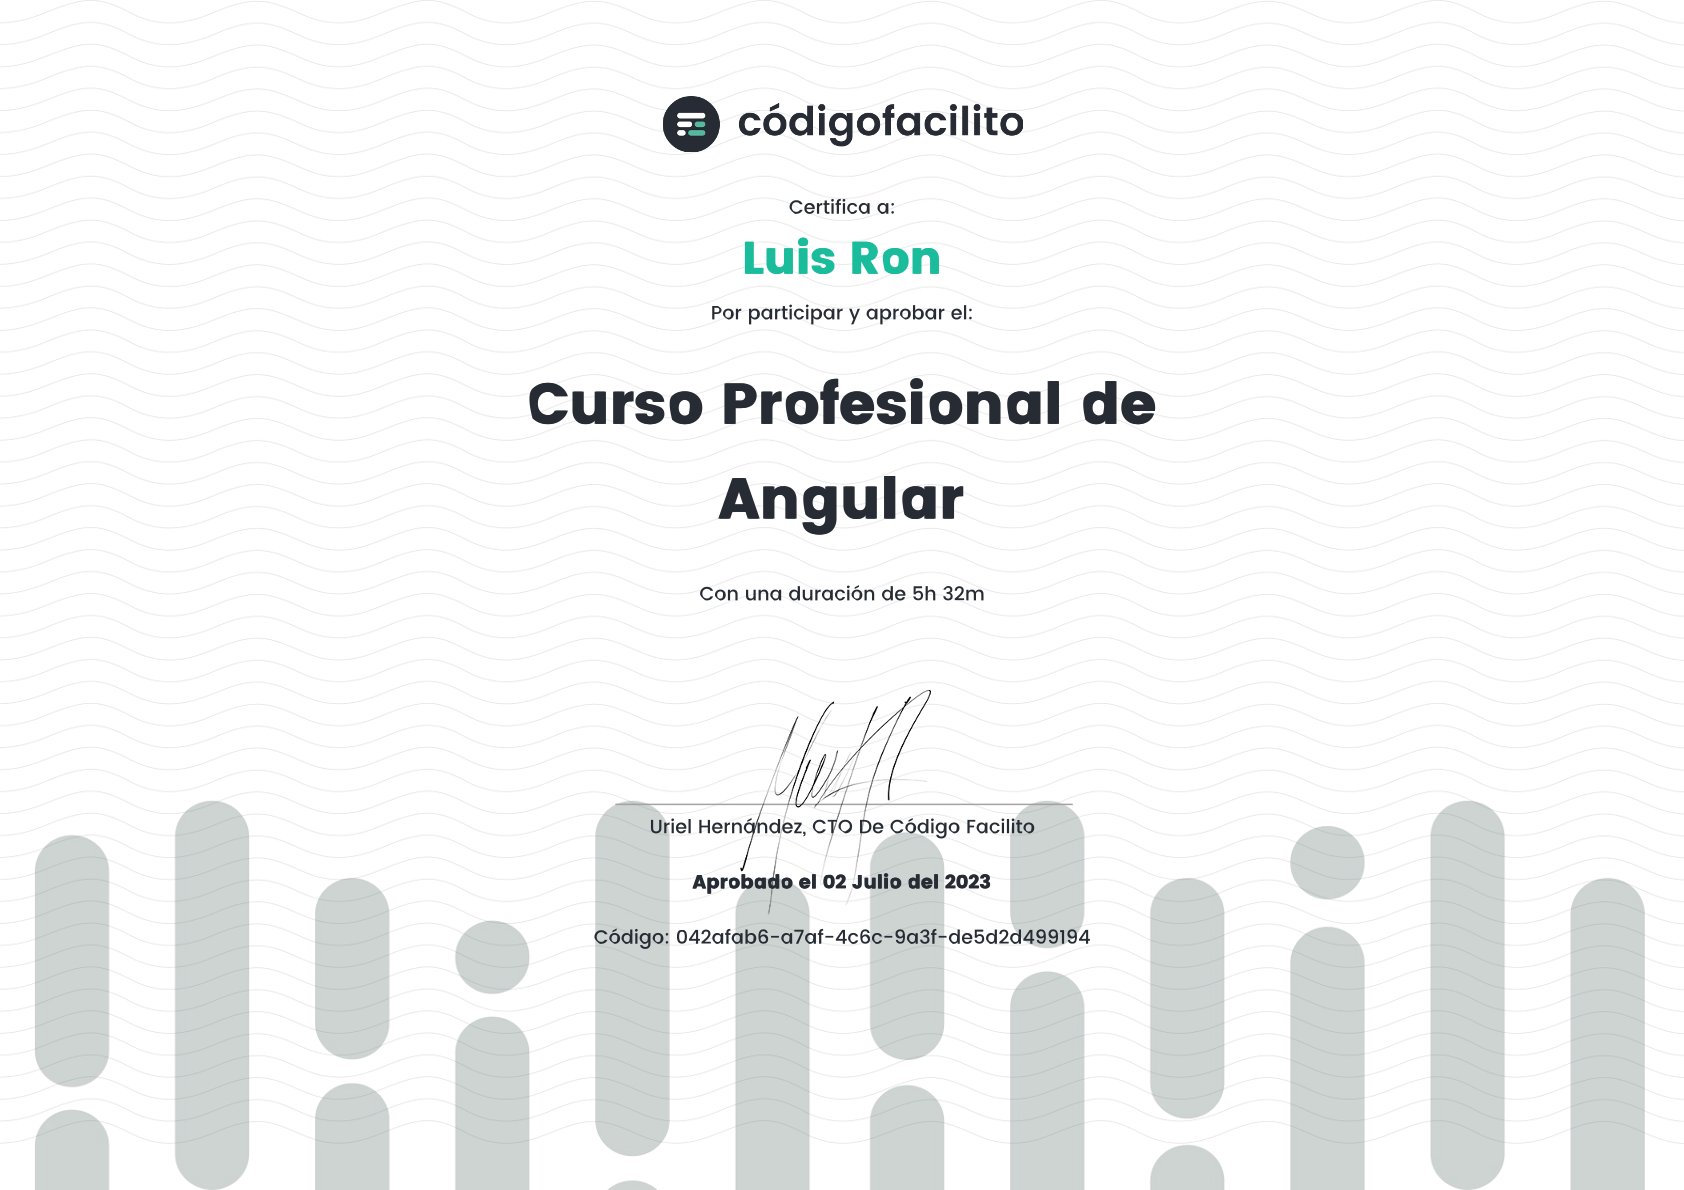 códigofacilito
Certifica a:
Luis Ron
Por participar y aprobar el:
Curso Profesional de
Angular
Con una duración de 5h 32m
Uriel Hernández, CTO De Código Facilito
Aprobado el 02 Julio del 2023
Código: 042afab6-a7af-4c6c-9a3f-de5d2d499194